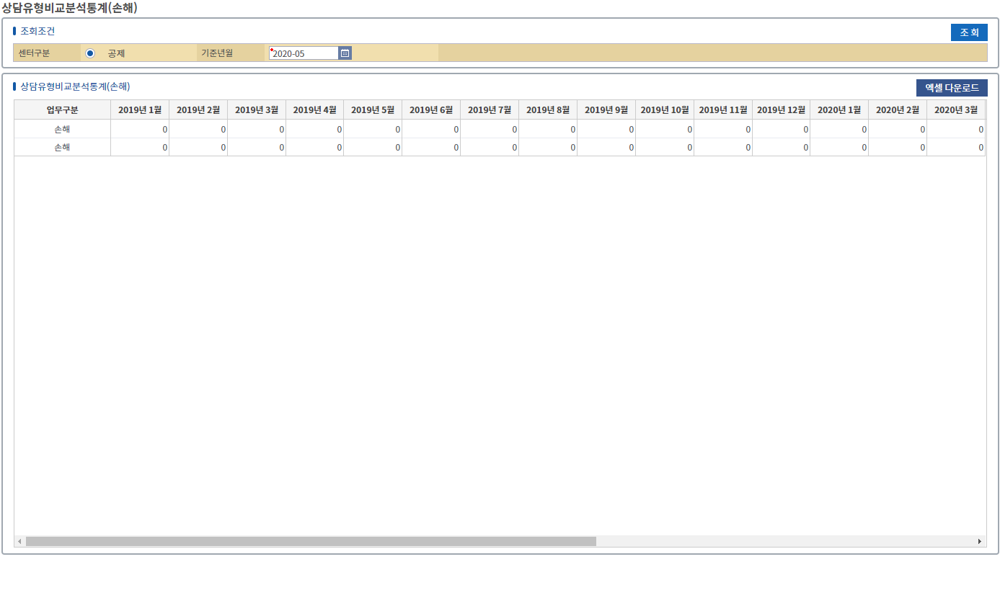 상담유형비교분석통계(손해)
조회조건
조 회
센터구분 공제 기준년월 2020-05
상담유형비교분석통계(손해)
엑셀 다운로드
업무구분 2019년 1월 2019년 2월 2019년 3월 2019년 4월 2019년 5월 2019년 6월 2019년 7월 2019년 8월 2019년 9월 2019년 10월 2019년 11월 2019년 12월 2020년 1월 2020년 2월 2020년 3월
손해 0 0 0 0 0 0 0 0 0 0 0 0 0 0 0
손해 0 0 0 0 0 0 0 0 0 0 0 0 0 0 0